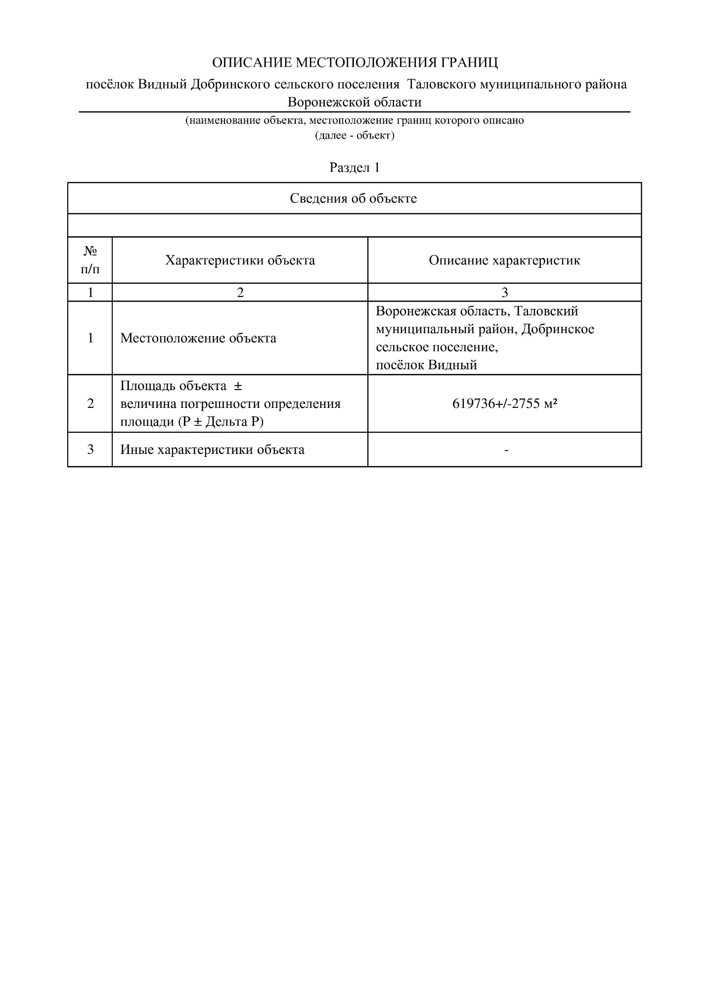 ОПИСАНИЕ МЕСТОПОЛОЖЕНИЯ ГРАНИЦ
посёлок Видный Добринского сельского поселения  Таловского муниципального района
Воронежской области
(наименование объекта, местоположение границ которого описано
(далее - объект)
Раздел 1
Сведения об объекте
№
п/п
Характеристики объекта
Описание характеристик
1
2
3
1
Местоположение объекта
Воронежская область, Таловский
муниципальный район, Добринское
сельское поселение,
посёлок Видный
2
Площадь объекта  ±
величина погрешности определения
площади (Р ± Дельта Р)
619736+/-2755 м²
3
Иные характеристики объекта
-